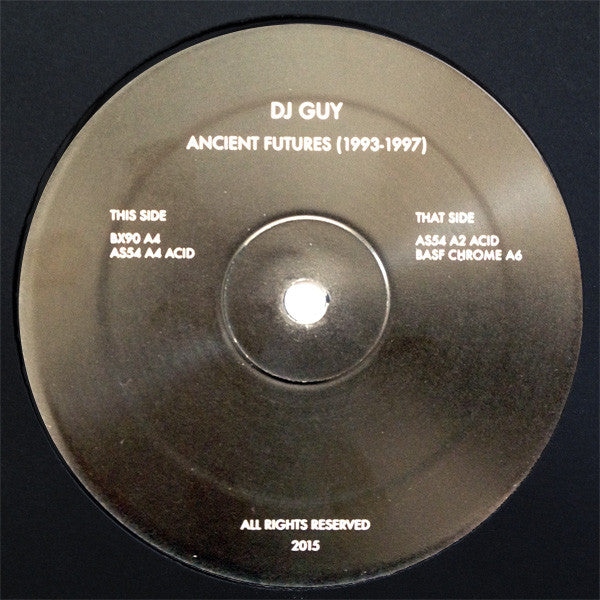 DJ GUY
ANCIENT FUTURES (1993-1997)
THIS SIDE
BX90 A4
AS54 A4 ACID
THAT SIDE
AS54 A2 ACID
BASF CHROME A6
ALL RIGHTS RESERVED
2015